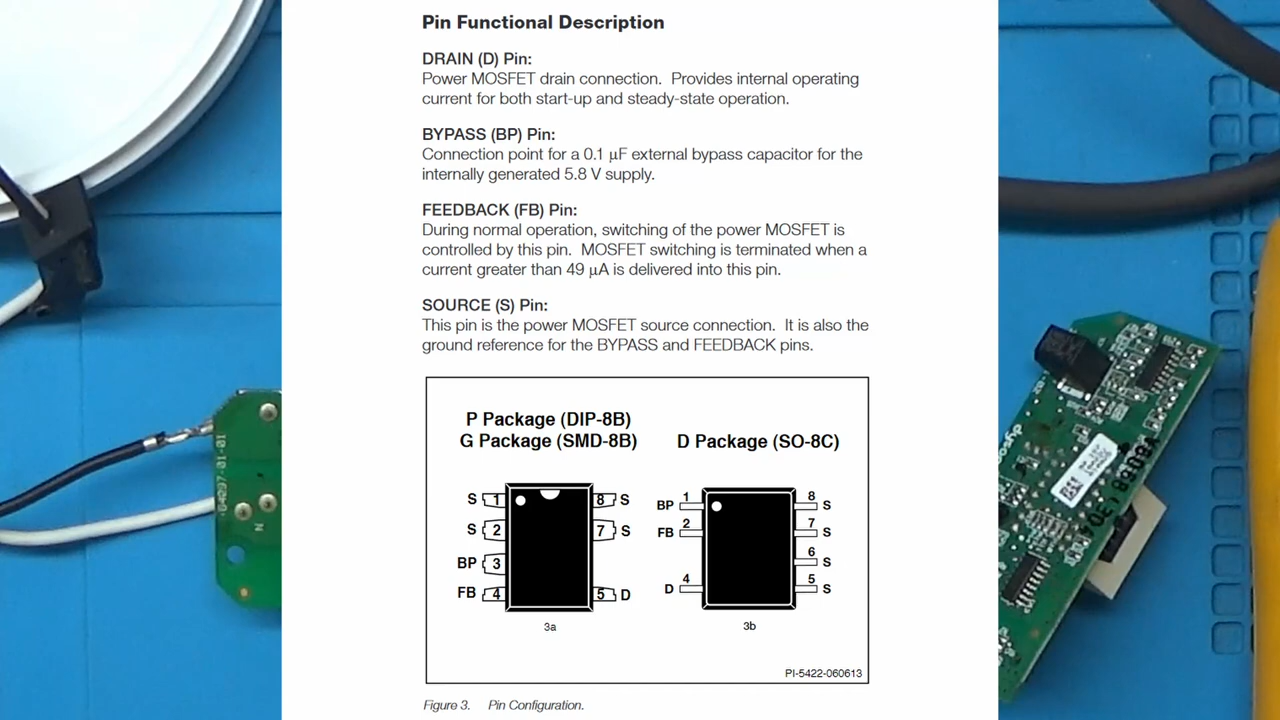 Pin Functional Description
DRAIN (D) Pin:
Power MOSFET drain connection. Provides internal operating
current for both start-up and steady-state operation.
BYPASS (BP) Pin:
Connection point for a 0.1 μF external bypass capacitor for the
internally generated 5.8 V supply.
FEEDBACK (FB) Pin:
During normal operation, switching of the power MOSFET is
controlled by this pin. MOSFET switching is terminated when a
current greater than 49 μA is delivered into this pin.
SOURCE (S) Pin:
This pin is the power MOSFET source connection. It is also the
ground reference for the BYPASS and FEEDBACK pins.
P Package (DIP-8B)
G Package (SMD-8B)
D Package (SO-8C)
S 1 8 S
S 2 7 S
BP 3
FB 4 5 D
3a
BP 1 8 S
FB 2 7 S
6 S
D 4 5 S
3b
PI-5422-060613
Figure 3. Pin Configuration.
N
dyson